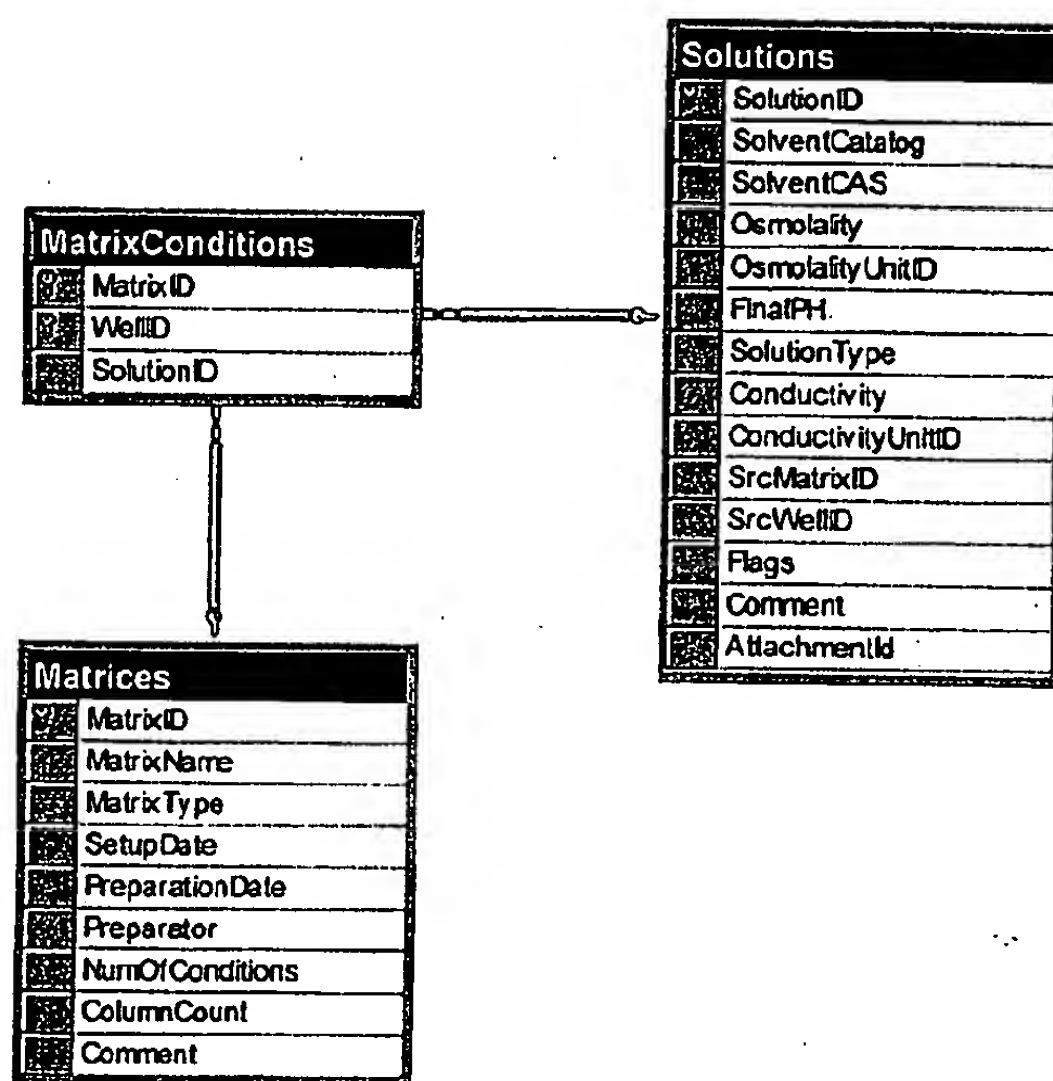 Solutions
SolutionID
SolventCatalog
SolventCAS
Osmolality
OsmolalityUnitID
FinalPH
SolutionType
Conductivity
ConductivityUnitID
SrcMatrixID
SrcWellID
Flags
Comment
AttachmentId
MatrixConditions
MatrixID
WellID
SolutionID
Matrices
MatrixID
MatrixName
MatrixType
SetupDate
PreparationDate
Preparator
NumOfConditions
ColumnCount
Comment